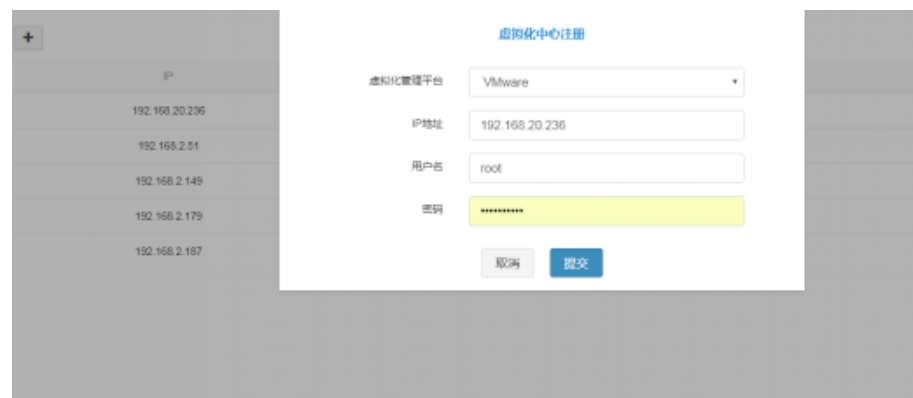 虚拟化中心注册
+
IP
192.168.20.236
192.168.2.51
192.168.2.149
192.168.2.179
192.168.2.187
虚拟化管理平台 VMware
IP地址 192.168.20.236
用户名 root
密码 ••••••••••
取消 提交